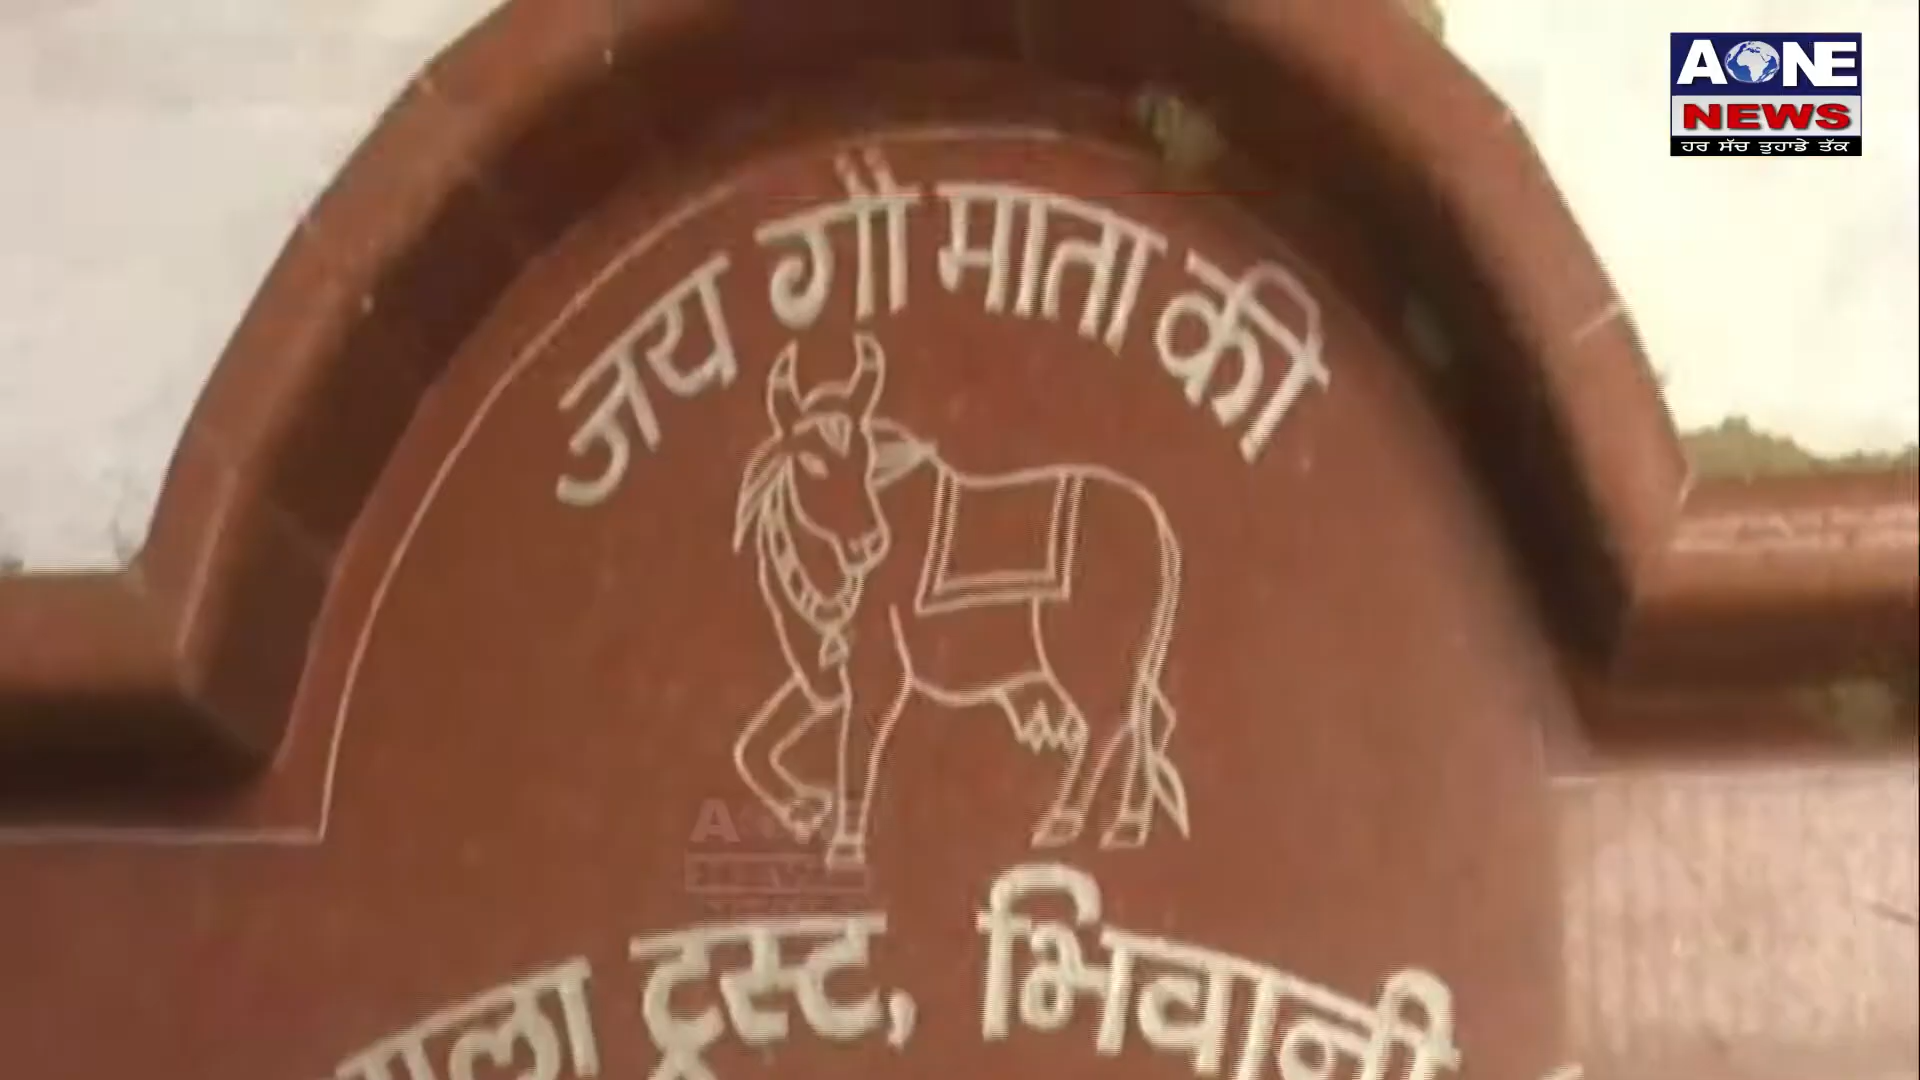 AONE
NEWS
ਹਰ ਸੱਚ ਤੁਹਾਡੇ ਤੱਕ
जय गौ माता की
ट्रस्ट, भिवानी